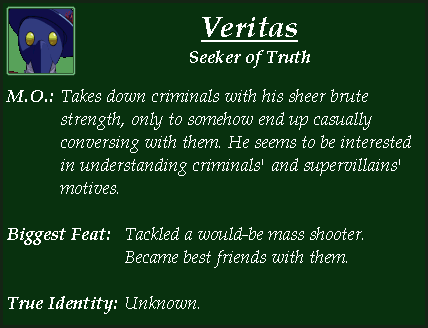 Veritas
Seeker of Truth
M.O.: Takes down criminals with his sheer brute
strength, only to somehow end up casually
conversing with them. He seems to be interested
in understanding criminals' and supervillains'
motives.
Biggest Feat: Tackled a would-be mass shooter.
Became best friends with them.
True Identity: Unknown.